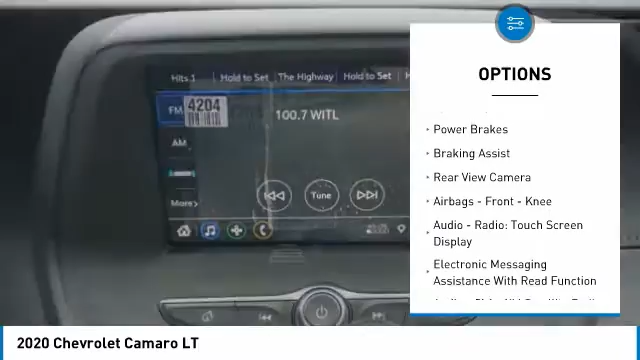 Hits 1
Hold to Set
The Highway
Hold to Set
FM
4204
100.7 WITL
AM
Tune
More>
OPTIONS
Power Brakes
Braking Assist
Rear View Camera
Airbags - Front - Knee
Audio - Radio: Touch Screen
Display
Electronic Messaging
Assistance With Read Function
2020 Chevrolet Camaro LT